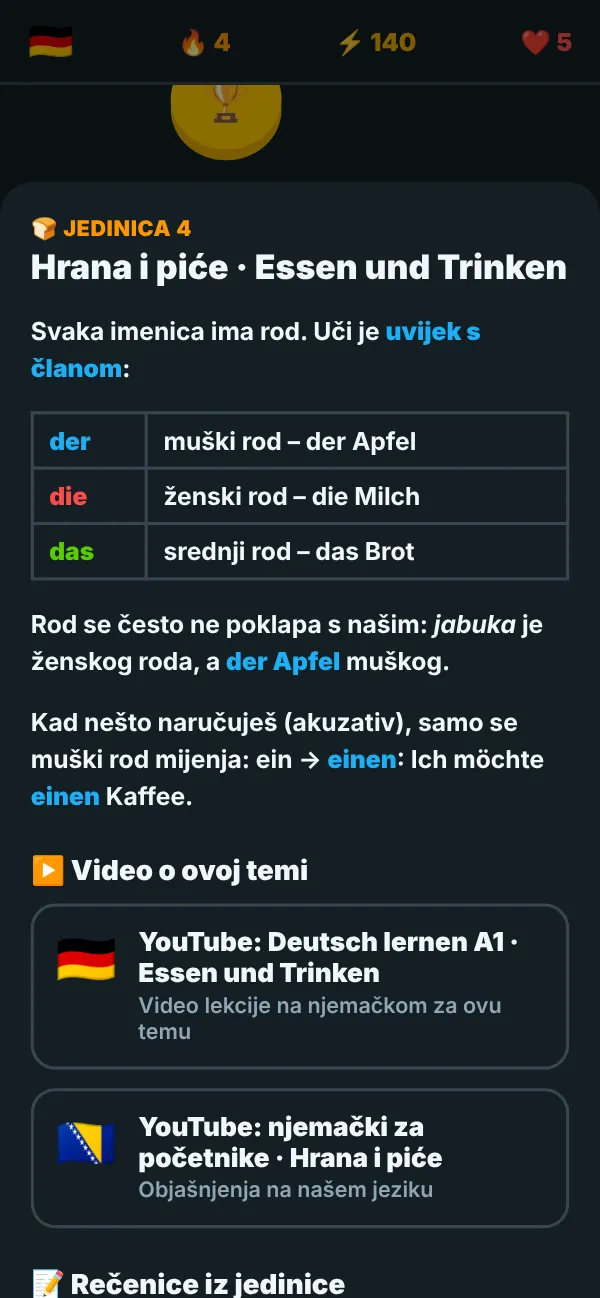 4
140
5
JEDINICA 4
Hrana i piće · Essen und Trinken
Svaka imenica ima rod. Uči je uvijek s
članom:
der muški rod – der Apfel
die ženski rod – die Milch
das srednji rod – das Brot
Rod se često ne poklapa s našim: jabuka je
ženskog roda, a der Apfel muškog.
Kad nešto naručuješ (akuzativ), samo se
muški rod mijenja: ein → einen: Ich möchte
einen Kaffee.
Video o ovoj temi
YouTube: Deutsch lernen A1 ·
Essen und Trinken
Video lekcije na njemačkom za ovu
temu
YouTube: njemački za
početnike · Hrana i piće
Objašnjenja na našem jeziku
Rečenice iz jedinice